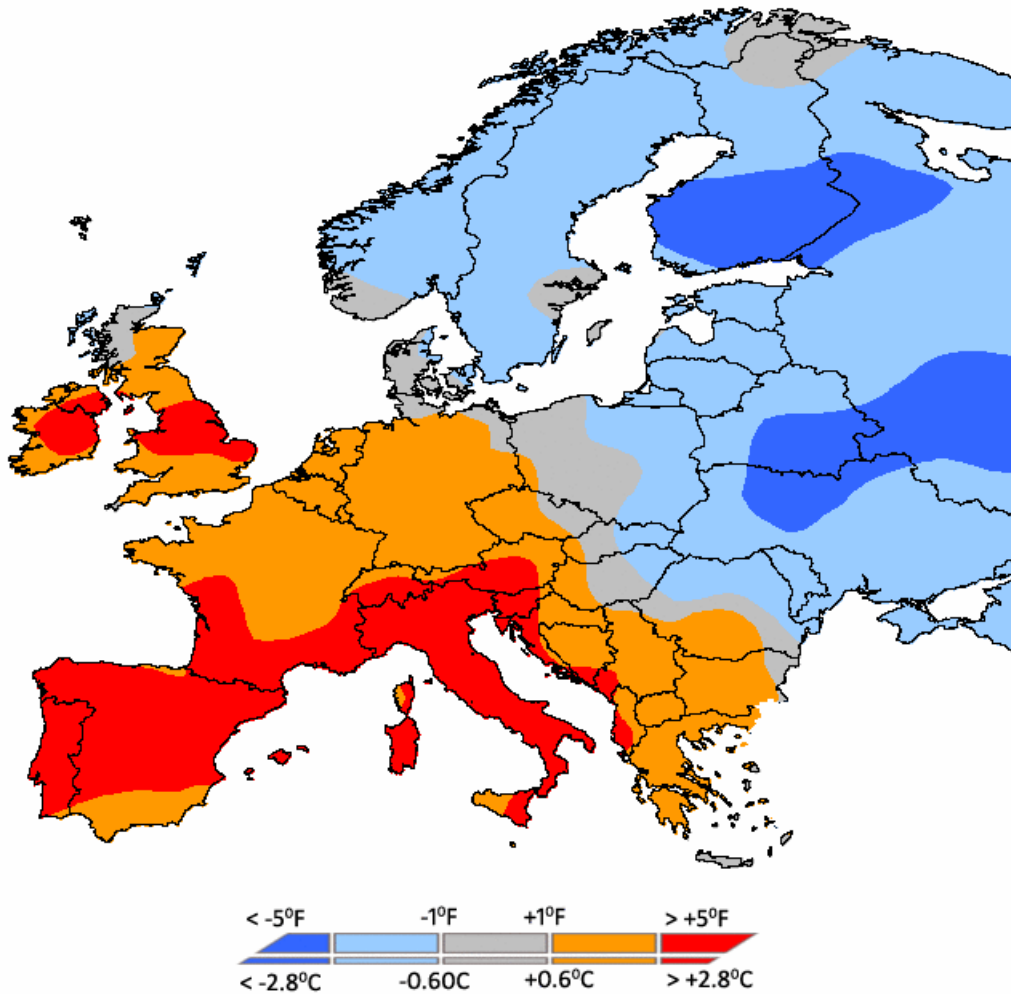 < -5⁰F -1⁰F +1⁰F > +5⁰F
< -2.8⁰C -0.60C +0.6⁰C > +2.8⁰C